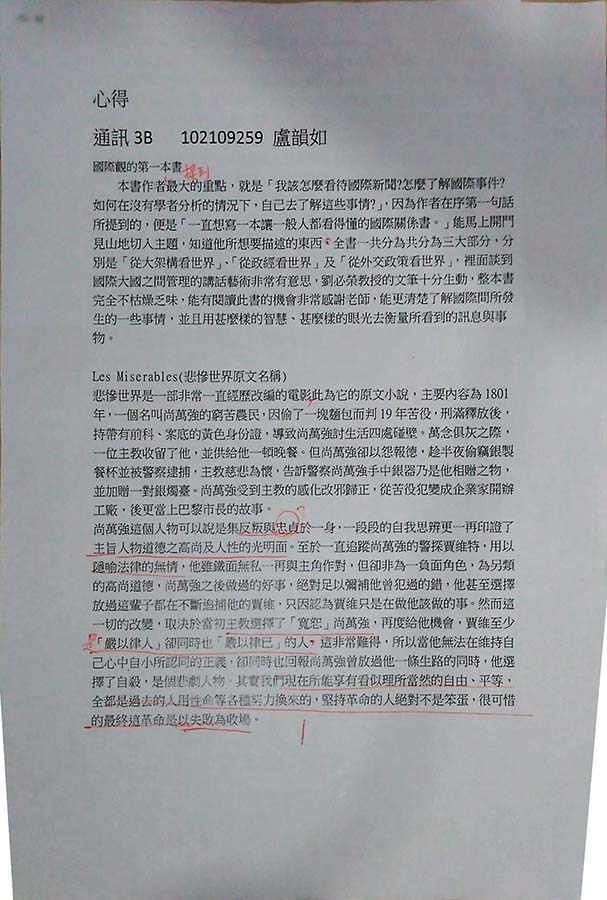 心得
通訊 3B 102109259 盧韻如
國際觀的第一本書
提到
本書作者最大的重點，就是「我該怎麼看待國際新聞?怎麼了解國際事件?
如何在沒有學者分析的情況下，自己去了解這些事情?」，因為作者在序第一句話
所提到的，便是「一直想寫一本讓一般人都看得懂的國際關係書。」能馬上開門
見山地切入主題，知道他所想要描述的東西。全書一共分為共分為三大部分，分
別是「從大架構看世界」、「從政經看世界」及「從外交政策看世界」，裡面談到
國際大國之間管理的講話藝術非常有意思，劉必榮教授的文筆十分生動，整本書
完全不枯燥乏味，能有閱讀此書的機會非常感謝老師，能更清楚了解國際間所發
生的一些事情，並且用甚麼樣的智慧、甚麼樣的眼光去衡量所看到的訊息與事
物。
Les Miserables(悲慘世界原文名稱)
悲慘世界是一部非常一直經歷改編的電影,此為它的原文小說，主要內容為 1801
年，一個名叫尚萬強的窮苦農民，因偷了一塊麵包而判 19 年苦役，刑滿釋放後，
持帶有前科、案底的黃色身份證，導致尚萬強討生活四處碰壁。萬念俱灰之際，
一位主教收留了他，並供給他一頓晚餐。但尚萬強卻以怨報德，趁半夜偷竊銀製
餐杯並被警察逮捕，主教慈悲為懷，告訴警察尚萬強手中銀器乃是他相贈之物，
並加贈一對銀燭臺。尚萬強受到主教的感化改邪歸正，從苦役犯變成企業家開辦
工廠，後更當上巴黎市長的故事。
尚萬強這個人物可以說是集反叛與忠貞於一身，一段段的自我思辨更一再印證了
主旨人物道德之高尚及人性的光明面。至於一直追蹤尚萬強的警探賈維特，用以
隱喻法律的無情，他雖鐵面無私一再與主角作對，但卻非為一負面角色，為另類
的高尚道德，尚萬強之後做過的好事，絕對足以彌補他曾犯過的錯，他甚至選擇
放過這輩子都在不斷追捕他的賈維，只因認為賈維只是在做他該做的事。然而這
一切的改變，取決於當初主教選擇了「寬恕」尚萬強，再度給他機會，賈維至少
是「嚴以律人」卻同時也「嚴以律已」的人，這非常難得，所以當他無法在維持自
己心中自小所認同的正義，卻同時也回報尚萬強曾放過他一條生路的同時，他選
擇了自殺，是個悲劇人物。其實我們現在所能享有看似理所當然的自由、平等，
全都是過去的人用性命等各種努力換來的，堅持革命的人絕對不是笨蛋，很可惜
的最終這革命是以失敗為收場。